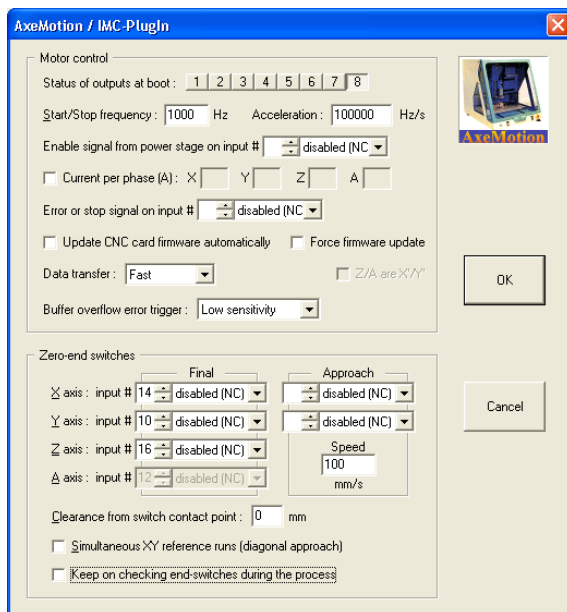 AxeMotion / IMC-PlugIn
Motor control
Status of outputs at boot : 1 2 3 4 5 6 7 8
Start/Stop frequency : 1000 Hz Acceleration : 100000 Hz/s
Enable signal from power stage on input # disabled (NC
Current per phase (A) : X Y Z A
Error or stop signal on input # disabled (NC
Update CNC card firmware automatically Force firmware update
Data transfer : Fast Z/A are X'/Y'
Buffer overflow error trigger : Low sensitivity
AxeMotion
OK
Cancel
Zero-end switches
Final Approach
X axis : input # 14 disabled (NC) disabled (NC)
Y axis : input # 10 disabled (NC) disabled (NC)
Z axis : input # 16 disabled (NC) Speed
100
A axis : input # 12 disabled (NC) mm/s
Clearance from switch contact point : 0 mm
Simultaneous XY reference runs (diagonal approach)
Keep on checking end-switches during the process